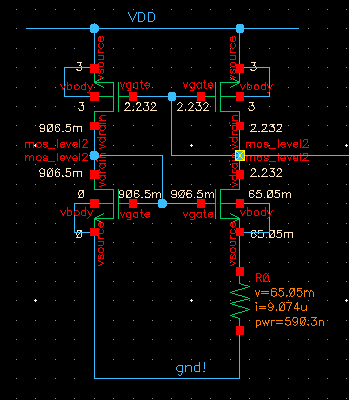 VDD
vsource vsource
3 3
vbody vgate vgate vbody
3 2.232 2.232 3
vdrain vdrain
906.5m 2.232
mos_level2 mos_level2
mos_level2 mos_level2
vdrain vdrain
906.5m 2.232
0 906.5m 906.5m 65.05m
vbody vgate vgate vbody
0 65.05m
vsource vsource
R0
v=65.05m
i=9.074u
pwr=590.3n
gnd!